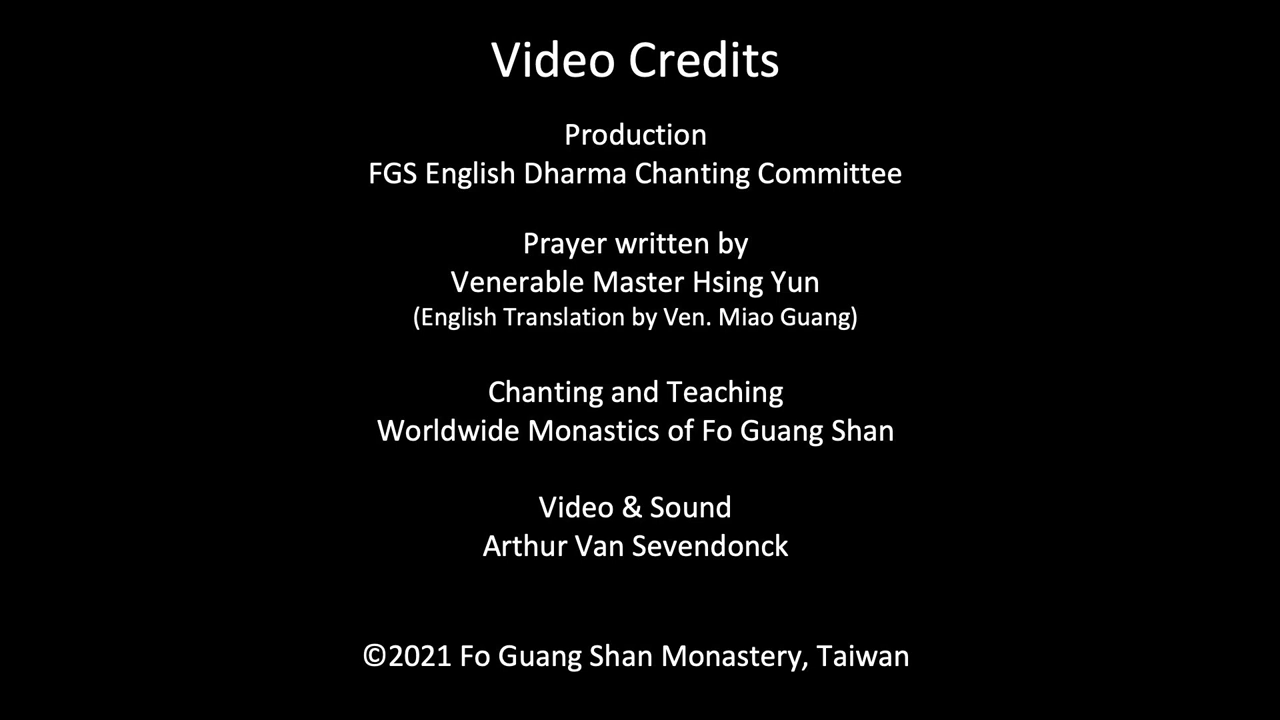 Video Credits
Production
FGS English Dharma Chanting Committee
Prayer written by
Venerable Master Hsing Yun
(English Translation by Ven. Miao Guang)
Chanting and Teaching
Worldwide Monastics of Fo Guang Shan
Video & Sound
Arthur Van Sevendonck
©2021 Fo Guang Shan Monastery, Taiwan